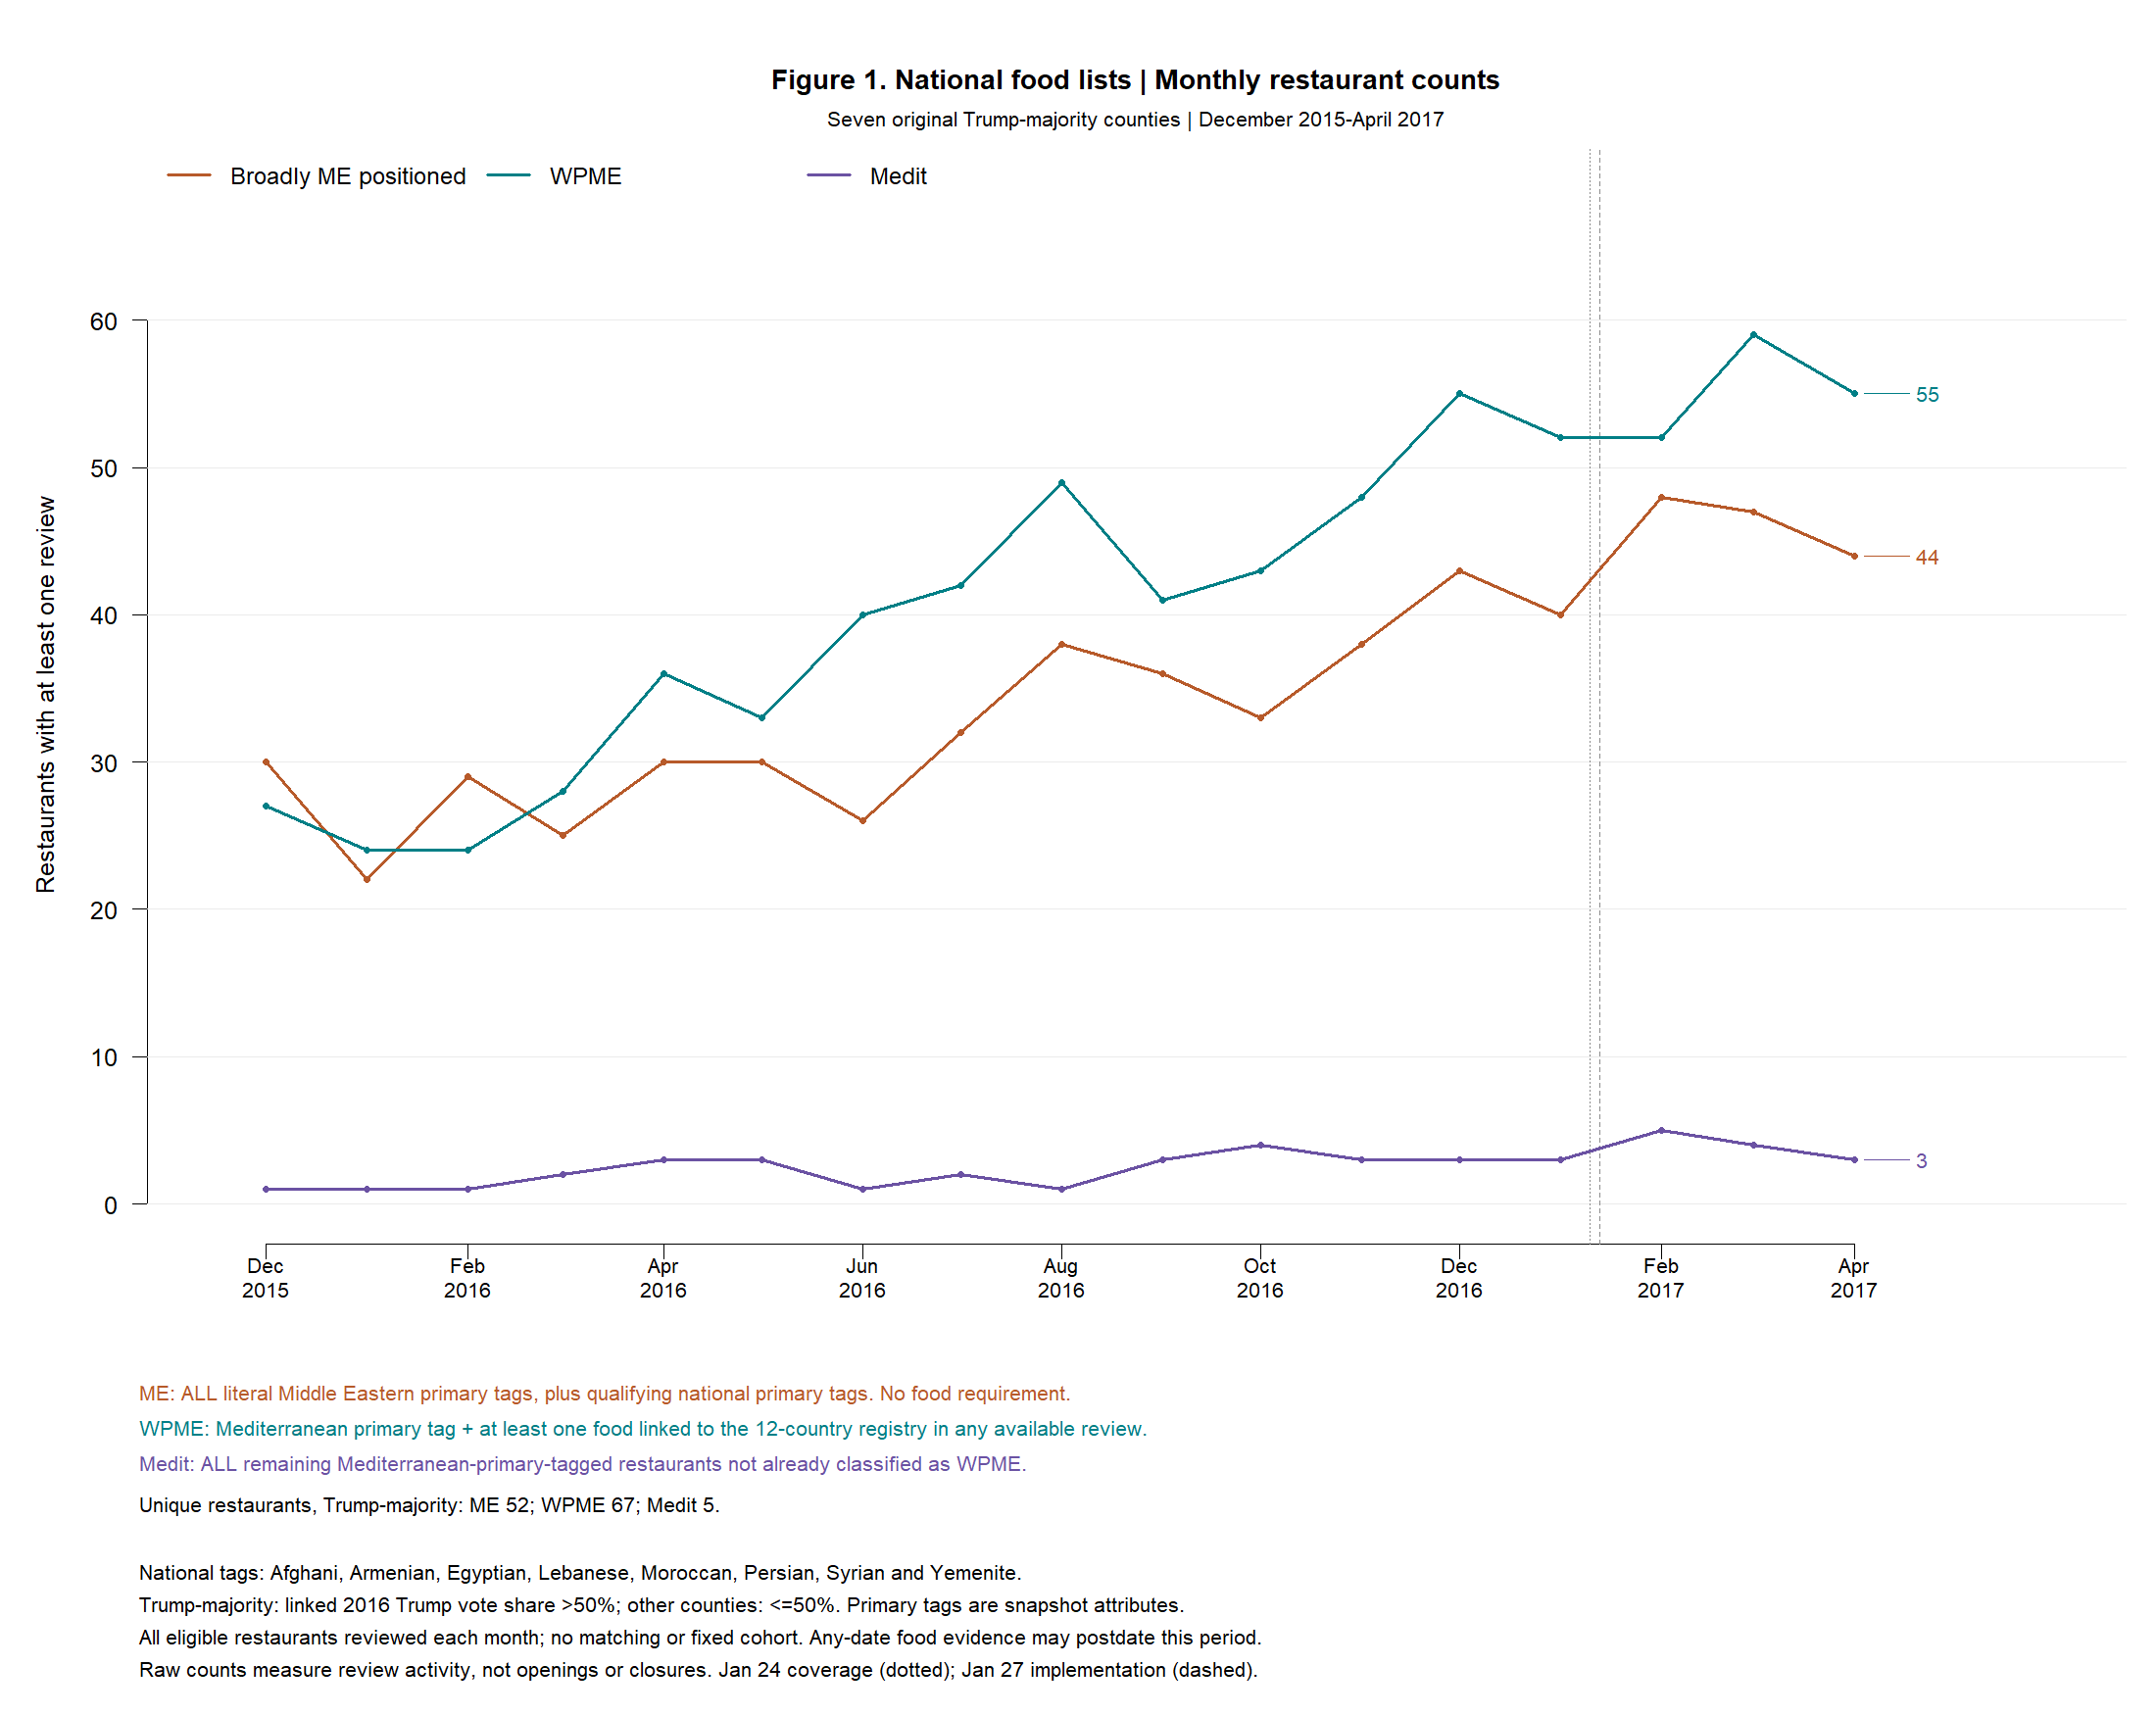 Figure 1. National food lists | Monthly restaurant counts
Seven original Trump-majority counties | December 2015-April 2017
Broadly ME positioned
WPME
Medit
Restaurants with at least one review
60
50
40
30
20
10
0
55
44
3
Dec
2015
Feb
2016
Apr
2016
Jun
2016
Aug
2016
Oct
2016
Dec
2016
Feb
2017
Apr
2017
ME: ALL literal Middle Eastern primary tags, plus qualifying national primary tags. No food requirement.
WPME: Mediterranean primary tag + at least one food linked to the 12-country registry in any available review.
Medit: ALL remaining Mediterranean-primary-tagged restaurants not already classified as WPME.
Unique restaurants, Trump-majority: ME 52; WPME 67; Medit 5.
National tags: Afghani, Armenian, Egyptian, Lebanese, Moroccan, Persian, Syrian and Yemenite.
Trump-majority: linked 2016 Trump vote share >50%; other counties: <=50%. Primary tags are snapshot attributes.
All eligible restaurants reviewed each month; no matching or fixed cohort. Any-date food evidence may postdate this period.
Raw counts measure review activity, not openings or closures. Jan 24 coverage (dotted); Jan 27 implementation (dashed).